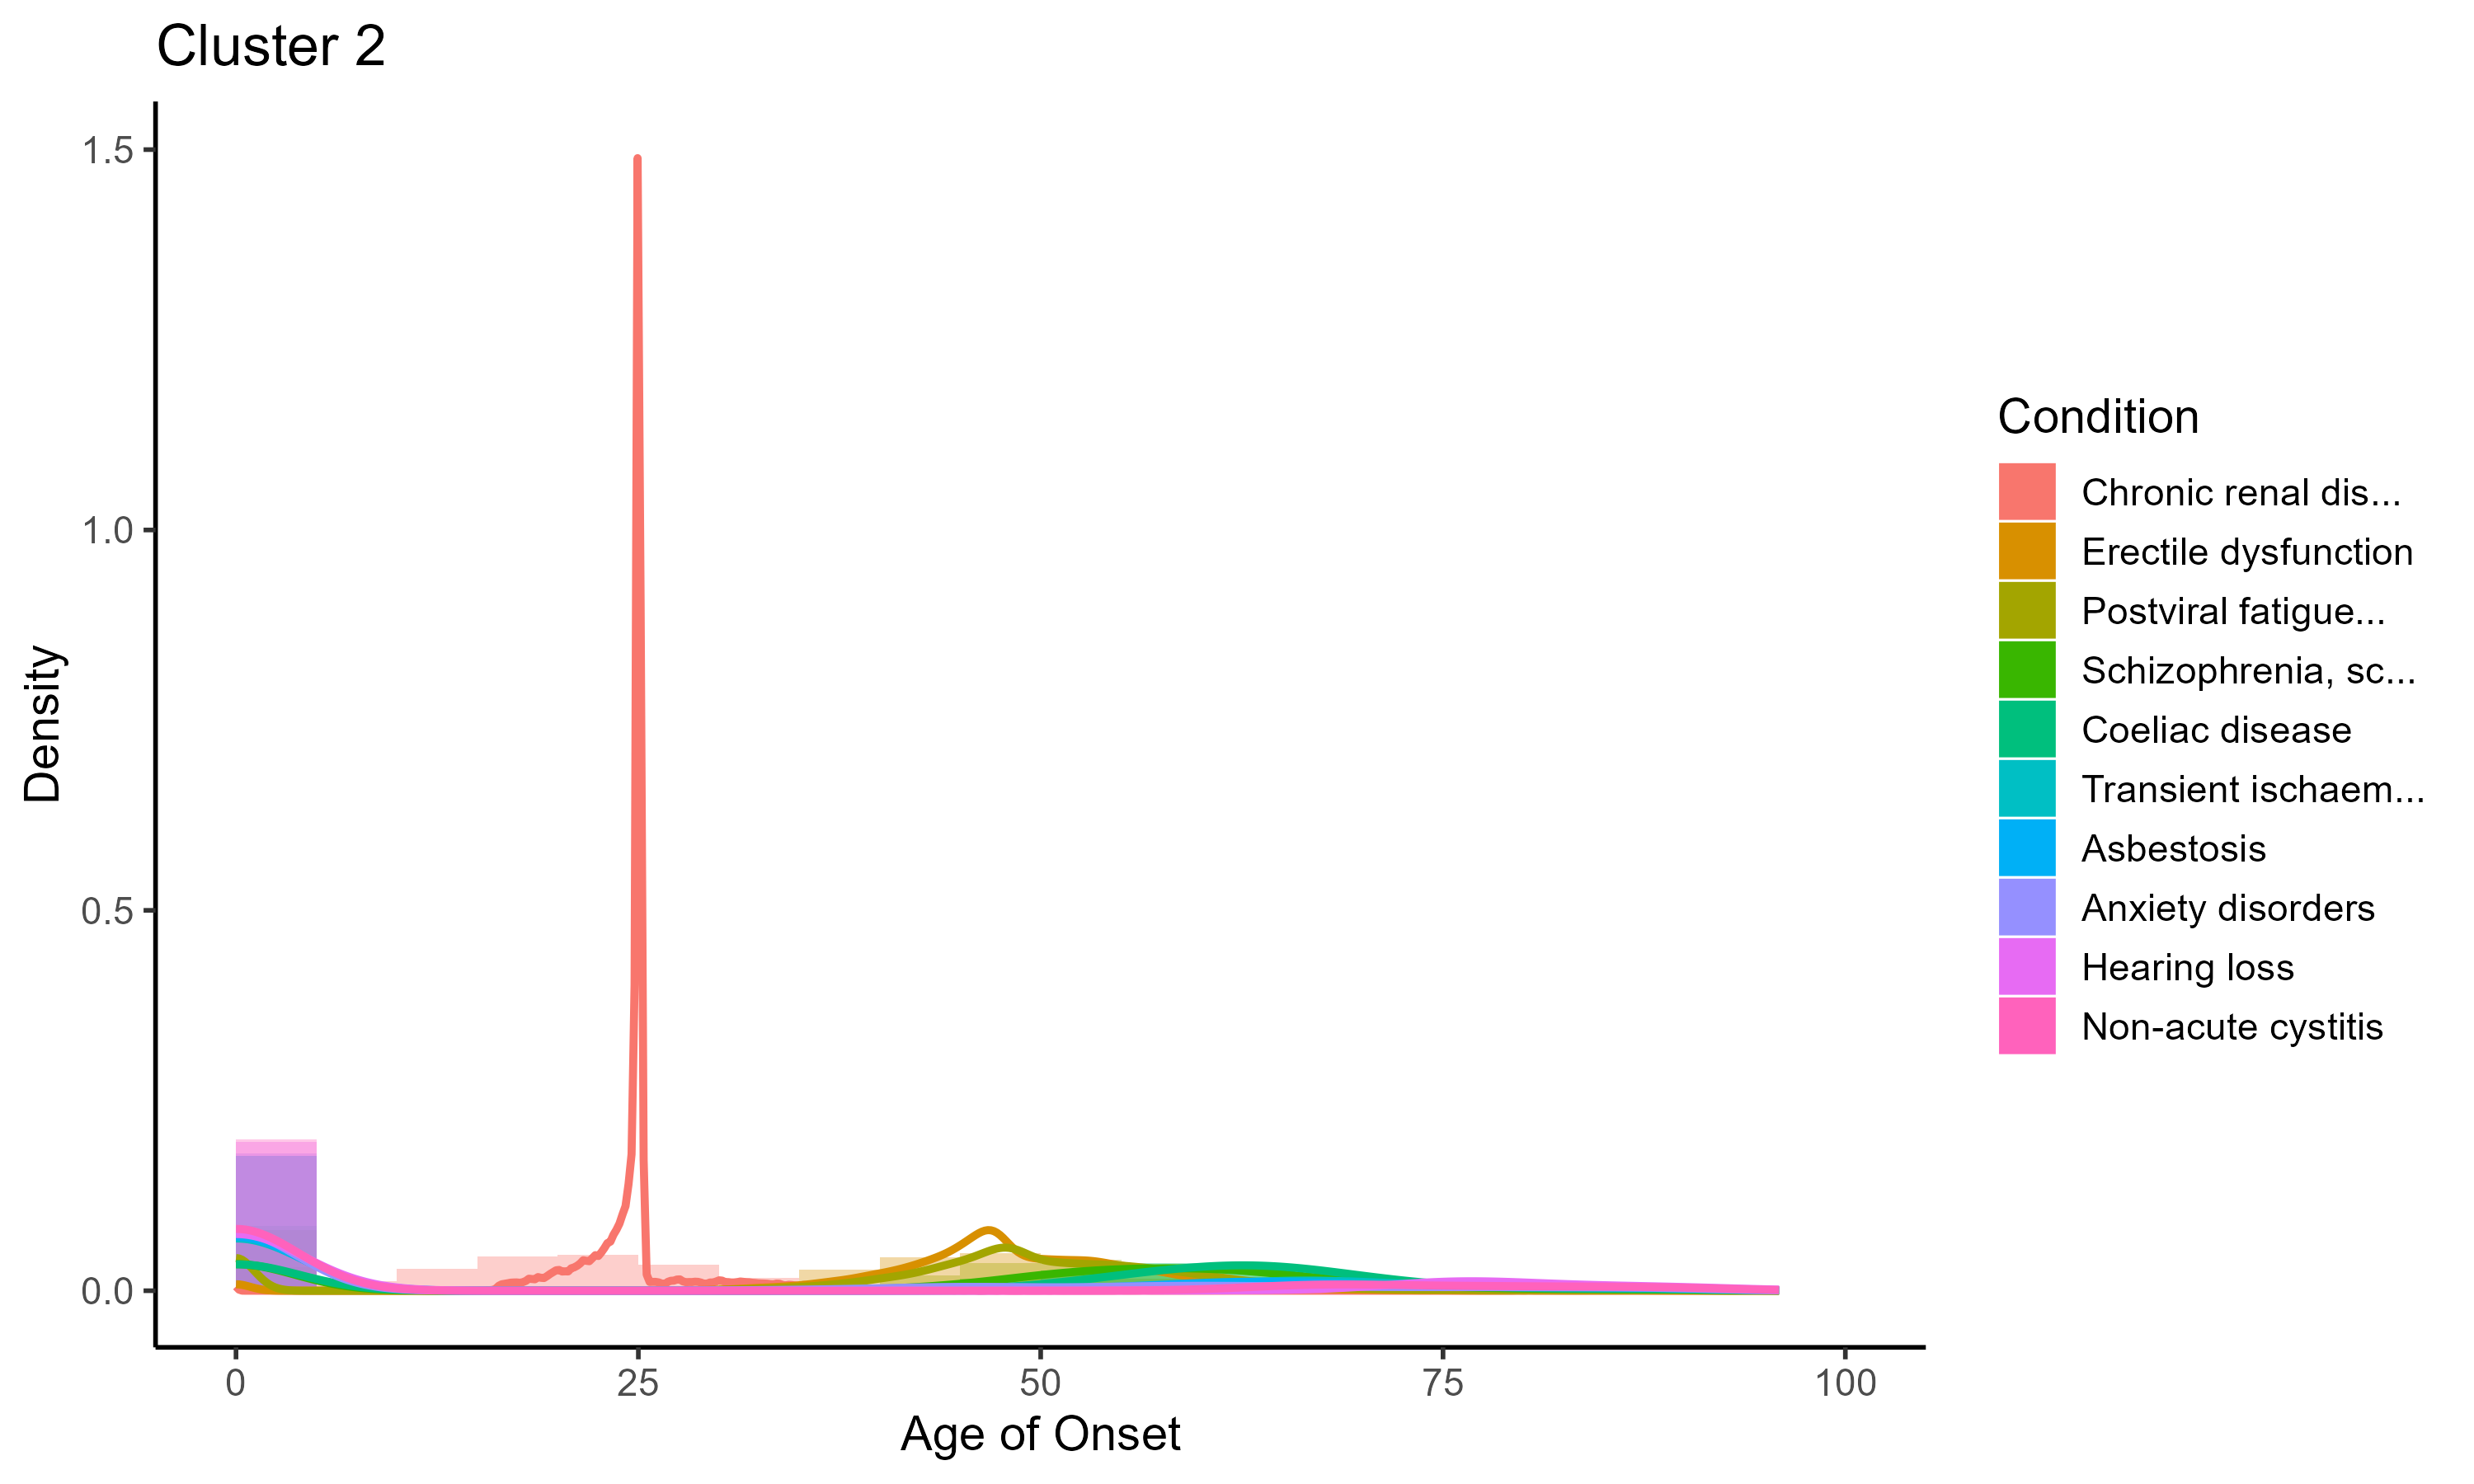 Cluster 2
1.5
1.0
0.5
0.0
Density
0
25
50
75
100
Age of Onset
Condition
Chronic renal dis...
Erectile dysfunction
Postviral fatigue...
Schizophrenia, sc...
Coeliac disease
Transient ischaem...
Asbestosis
Anxiety disorders
Hearing loss
Non-acute cystitis